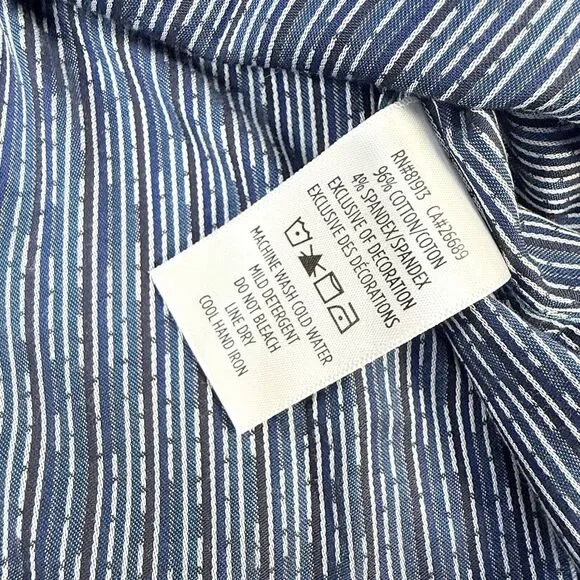 RN#81913 CA#26689
96% COTTON/COTON
4% SPANDEX/SPANDEX
EXCLUSIVE OF DECORATION
EXCLUSIVE DES DECORATIONS
MACHINE WASH COLD WATER
MILD DETERGENT
DO NOT BLEACH
LINE DRY
COOL HAND IRON